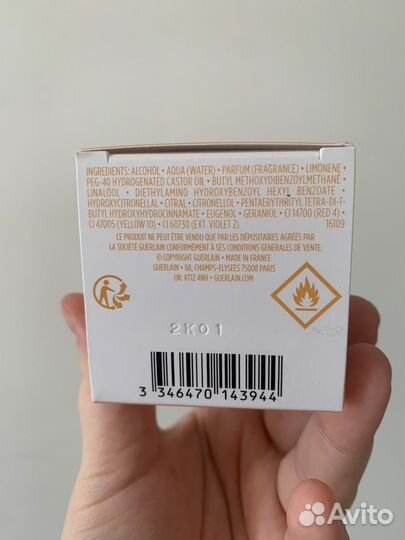 INGREDIENTS: ALCOHOL • AQUA (WATER) • PARFUM (FRAGRANCE) • LIMONENE •
PEG-40 HYDROGENATED CASTOR OIL • BUTYL METHOXYDIBENZOYLMETHANE
LINALOOL • DIETHYLAMINO HYDROXYBENZOYL HEXYL BENZOATE •
HYDROXYCITRONELLAL • CITRAL • CITRONELLOL • PENTAERYTHRITYL TETRA-DI-T-
BUTYL HYDROXYHYDROCINNAMATE • EUGENOL • GERANIOL • CI 14700 (RED 4) •
CI 47005 (YELLOW 10) • CI 60730 (EXT. VIOLET 2) 16109
CE PRODUIT NE PEUT ÊTRE VENDU QUE PAR LES DÉPOSITAIRES AGRÉÉS PAR
LA SOCIÉTÉ GUERLAIN CONFORMÉMENT À SES CONDITIONS GÉNÉRALES DE VENTE.
© COPYRIGHT GUERLAIN • MADE IN FRANCE
GUERLAIN • 68, CHAMPS-ELYSEES 75008 PARIS
UK: KT12 4NH • GUERLAIN.COM
2K01
3 346470 143944
Avito